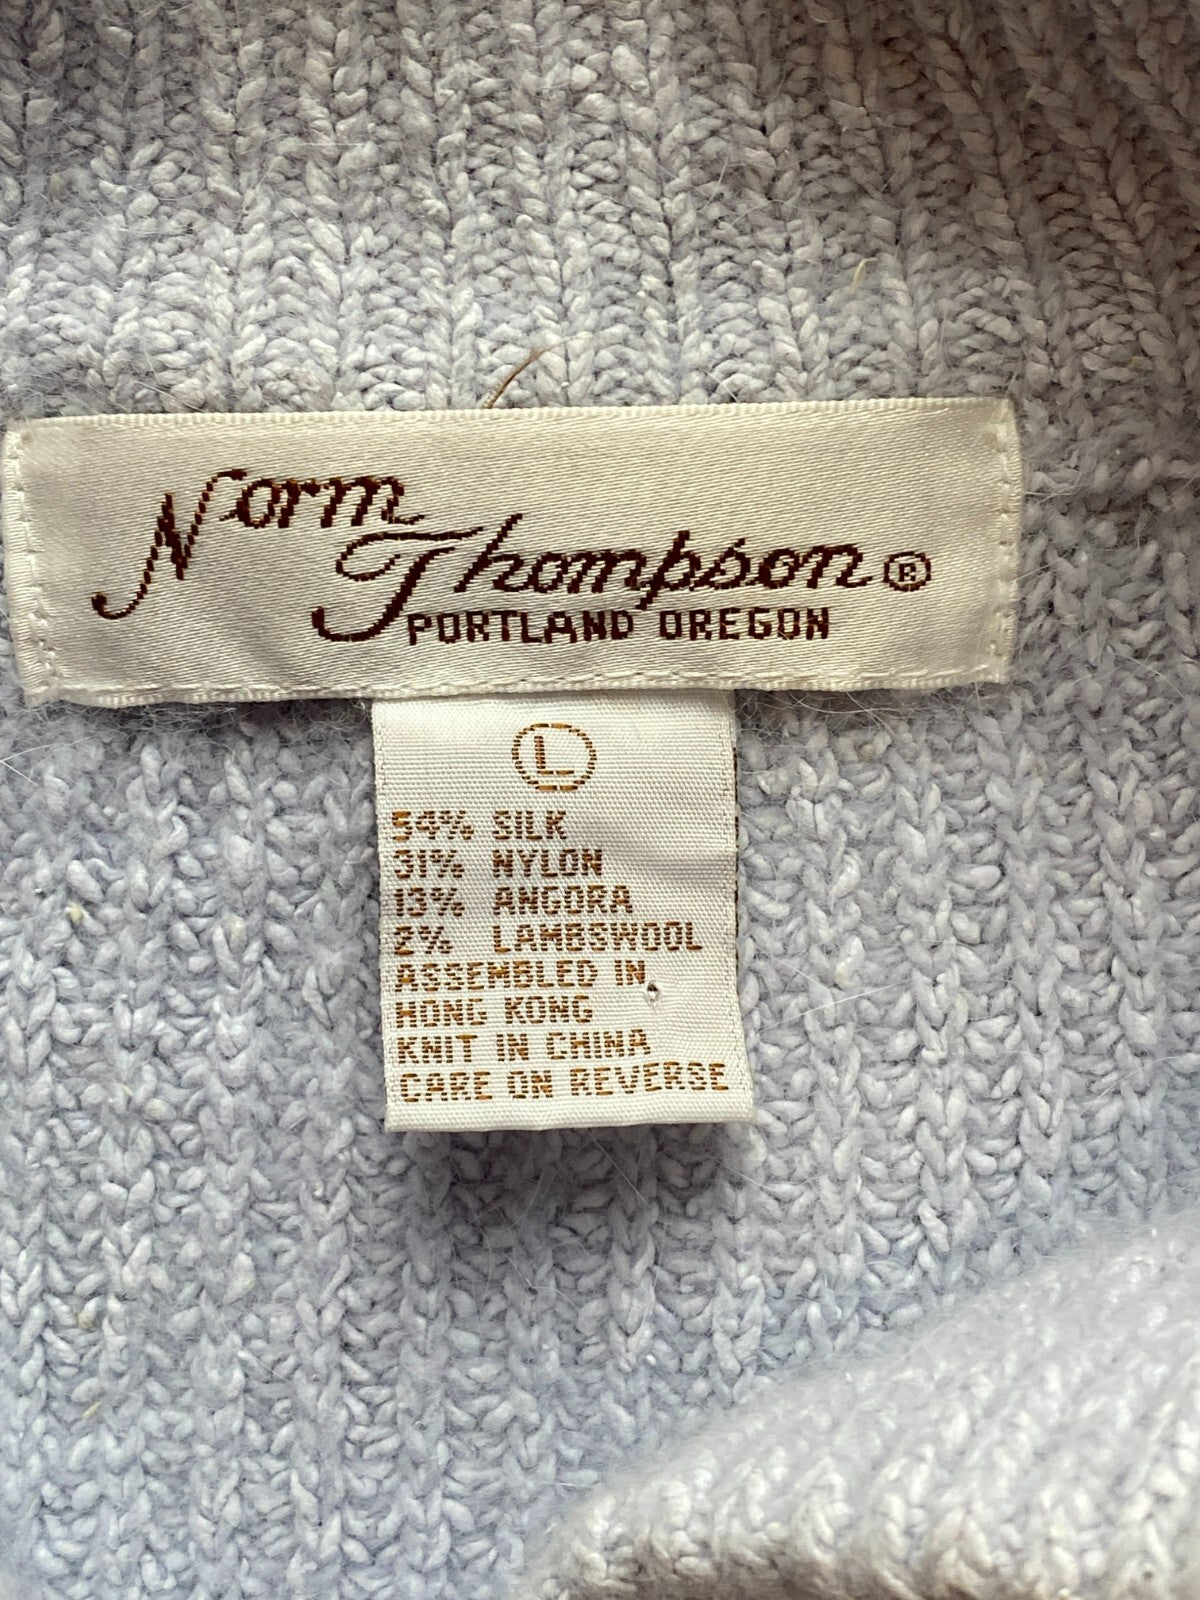 Norm
Thompson®
PORTLAND OREGON
L
54% SILK
31% NYLON
13% ANGORA
2% LAMBSWOOL
ASSEMBLED IN
HONG KONG
KNIT IN CHINA
CARE ON REVERSE